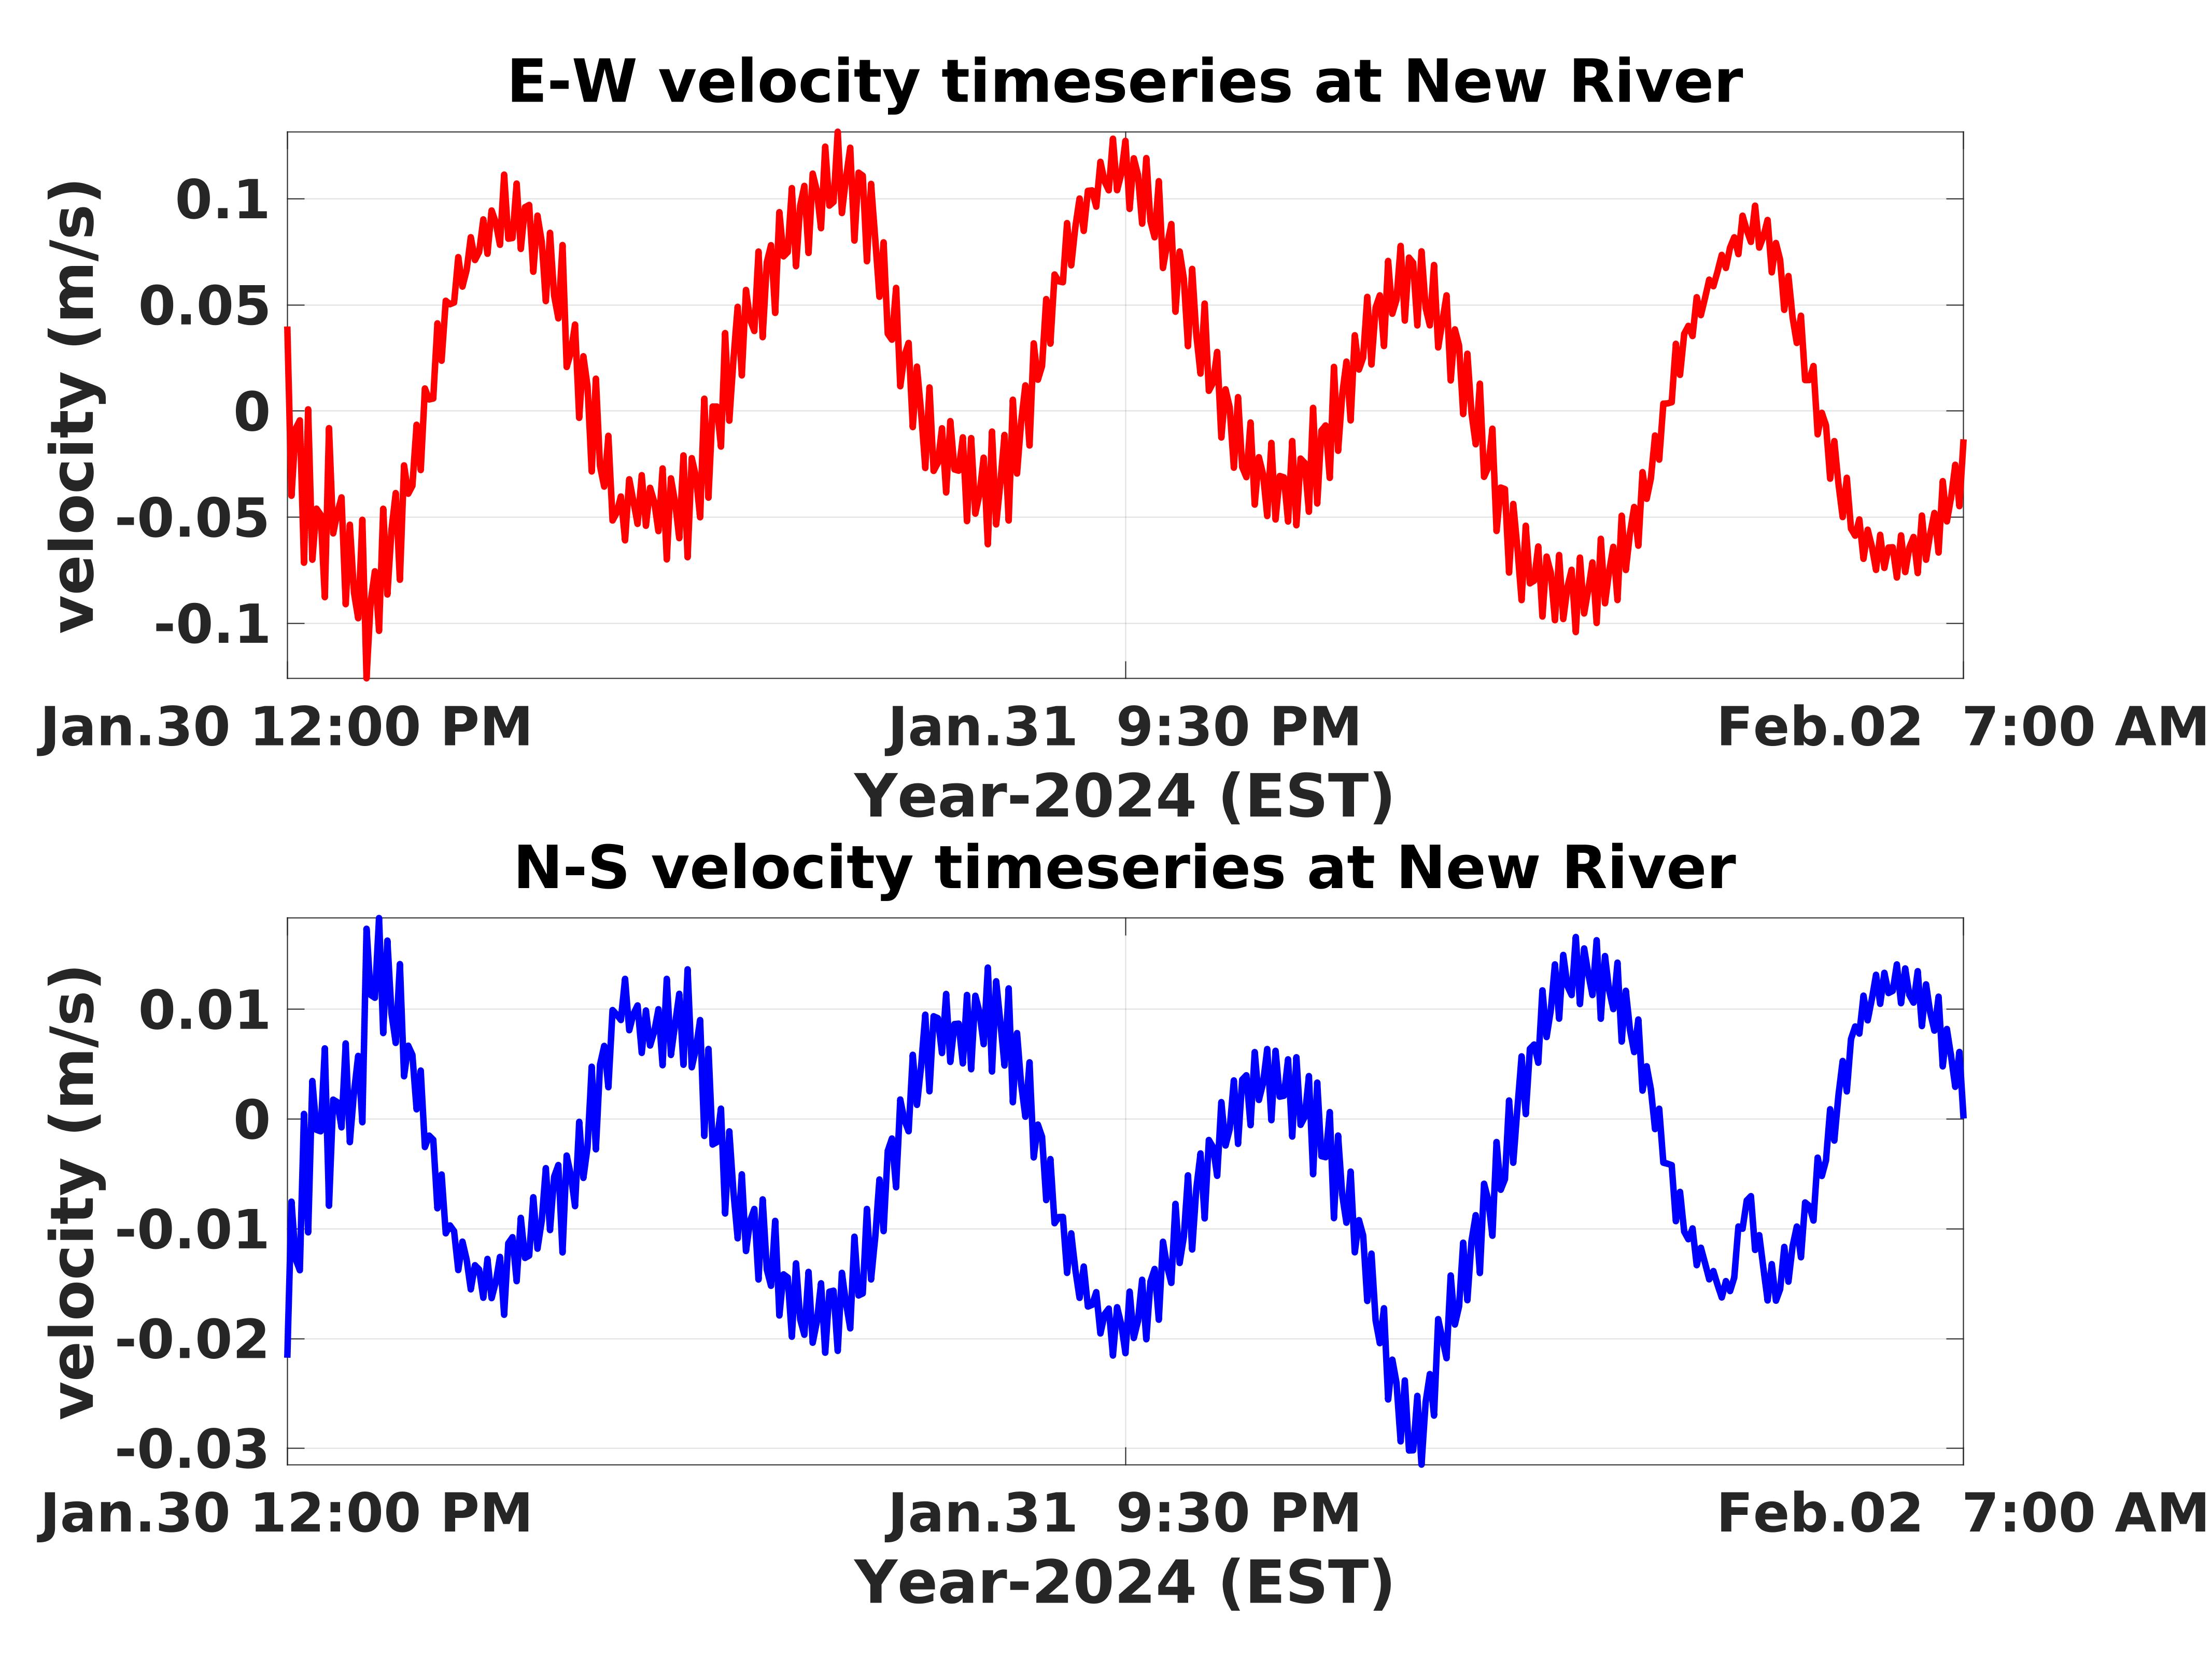 E-W velocity timeseries at New River
velocity (m/s)
0.1
0.05
0
-0.05
-0.1
Jan.30 12:00 PM
Jan.31  9:30 PM
Feb.02  7:00 AM
Year-2024 (EST)
N-S velocity timeseries at New River
velocity (m/s)
0.01
0
-0.01
-0.02
-0.03
Jan.30 12:00 PM
Jan.31  9:30 PM
Feb.02  7:00 AM
Year-2024 (EST)